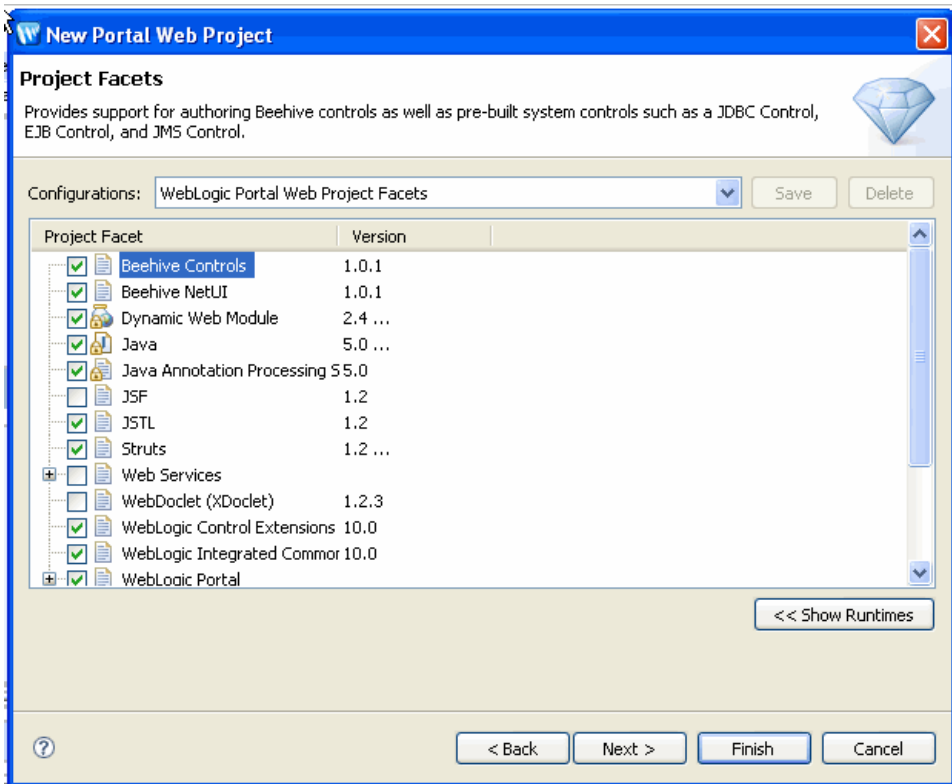 New Portal Web Project
Project Facets
Provides support for authoring Beehive controls as well as pre-built system controls such as a JDBC Control,
EJB Control, and JMS Control.
Configurations: WebLogic Portal Web Project Facets Save Delete
Project Facet Version
Beehive Controls 1.0.1
Beehive NetUI 1.0.1
Dynamic Web Module 2.4 ...
Java 5.0 ...
Java Annotation Processing S 5.0
JSF 1.2
JSTL 1.2
Struts 1.2 ...
Web Services
WebDoclet (XDoclet) 1.2.3
WebLogic Control Extensions 10.0
WebLogic Integrated Commor 10.0
WebLogic Portal
<< Show Runtimes
< Back Next > Finish Cancel